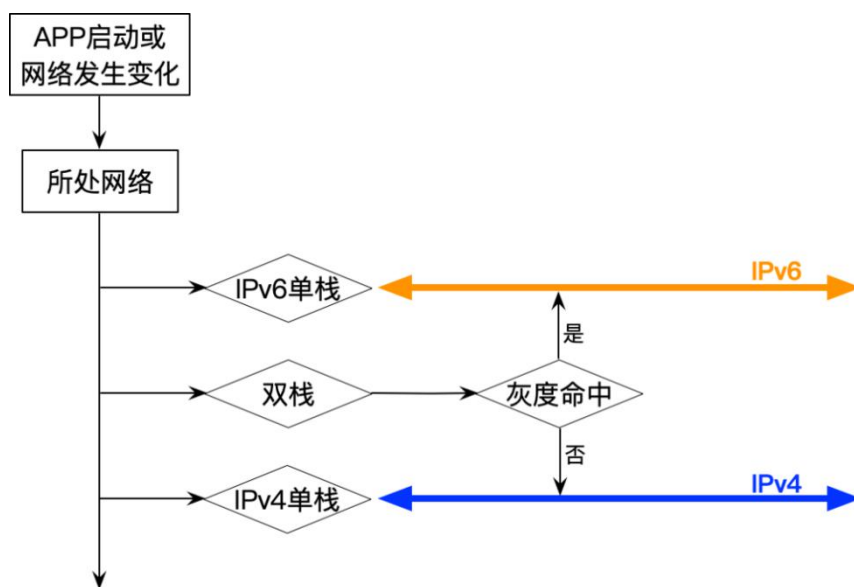 APP启动或
网络发生变化
所处网络
IPv6单栈
IPv6
是
双栈
灰度命中
否
IPv4单栈
IPv4